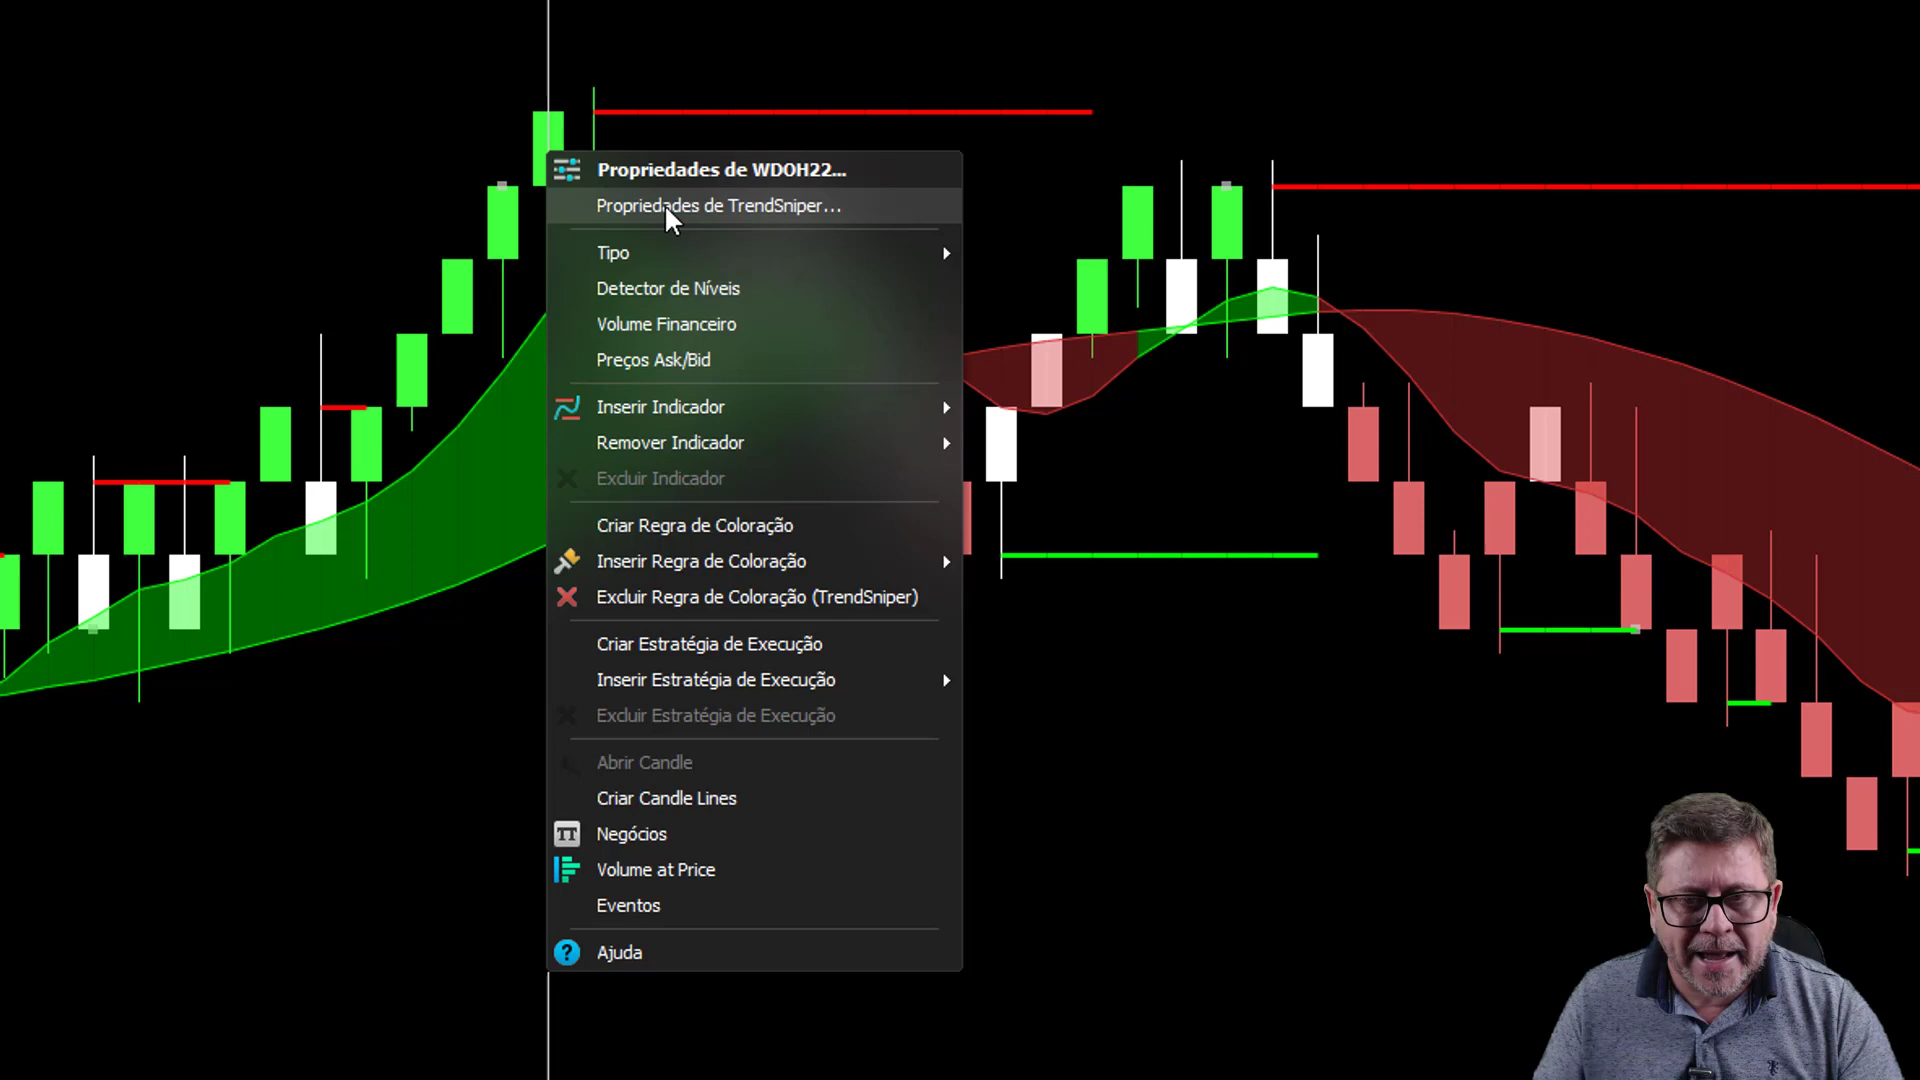 Propriedades de WDOH22...
Propriedades de TrendSniper...
Tipo
Detector de Níveis
Volume Financeiro
Preços Ask/Bid
Inserir Indicador
Remover Indicador
Excluir Indicador
Criar Regra de Coloração
Inserir Regra de Coloração
Excluir Regra de Coloração (TrendSniper)
Criar Estratégia de Execução
Inserir Estratégia de Execução
Excluir Estratégia de Execução
Abrir Candle
Criar Candle Lines
TT Negócios
Volume at Price
Eventos
? Ajuda